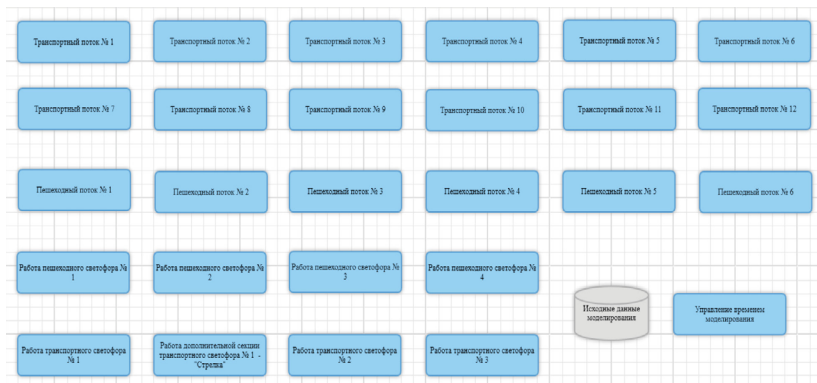 Транспортный поток № 1
Транспортный поток № 2
Транспортный поток № 3
Транспортный поток № 4
Транспортный поток № 5
Транспортный поток № 6
Транспортный поток № 7
Транспортный поток № 8
Транспортный поток № 9
Транспортный поток № 10
Транспортный поток № 11
Транспортный поток № 12
Пешеходный поток № 1
Пешеходный поток № 2
Пешеходный поток № 3
Пешеходный поток № 4
Пешеходный поток № 5
Пешеходный поток № 6
Работа пешеходного светофора №
1
Работа пешеходного светофора №
2
Работа пешеходного светофора №
3
Работа пешеходного светофора №
4
Исходные данные
моделирования
Управление временем
моделирования
Работа транспортного светофора
№ 1
Работа дополнительной секции
транспортного светофора № 1 -
"Стрелка"
Работа транспортного светофора
№ 2
Работа транспортного светофора
№ 3